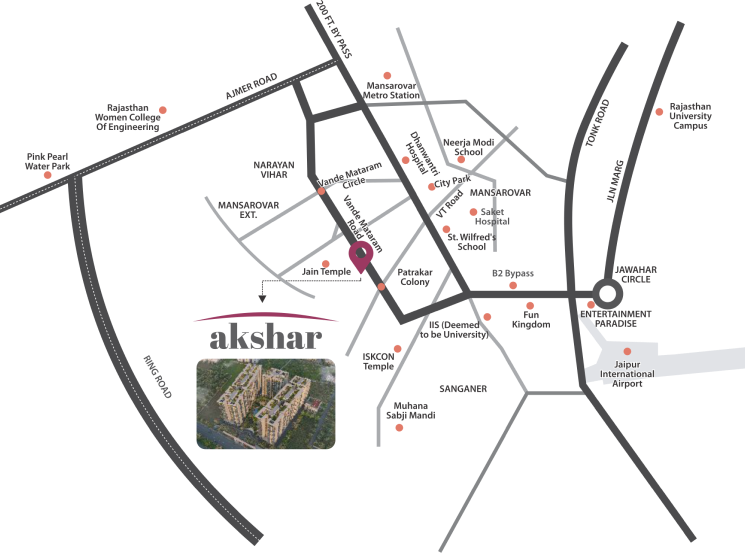 200 FT. BY PASS
AJMER ROAD
Mansarovar
Metro Station
TONK ROAD
JLN MARG
Rajasthan
Women College
Of Engineering
Rajasthan
University
Campus
Pink Pearl
Water Park
Dhanwantri
Hospital
Neerja Modi
School
NARAYAN
VIHAR
Vande Mataram
Circle
City Park
MANSAROVAR
VT Road
MANSAROVAR
EXT.
Vande Mataram
Road
Saket
Hospital
St. Wilfred's
School
Jain Temple
Patrakar
Colony
B2 Bypass
JAWAHAR
CIRCLE
akshar
IIS (Deemed
to be University)
Fun
Kingdom
ENTERTAINMENT
PARADISE
RING ROAD
ISKCON
Temple
Jaipur
International
Airport
SANGANER
Muhana
Sabji Mandi